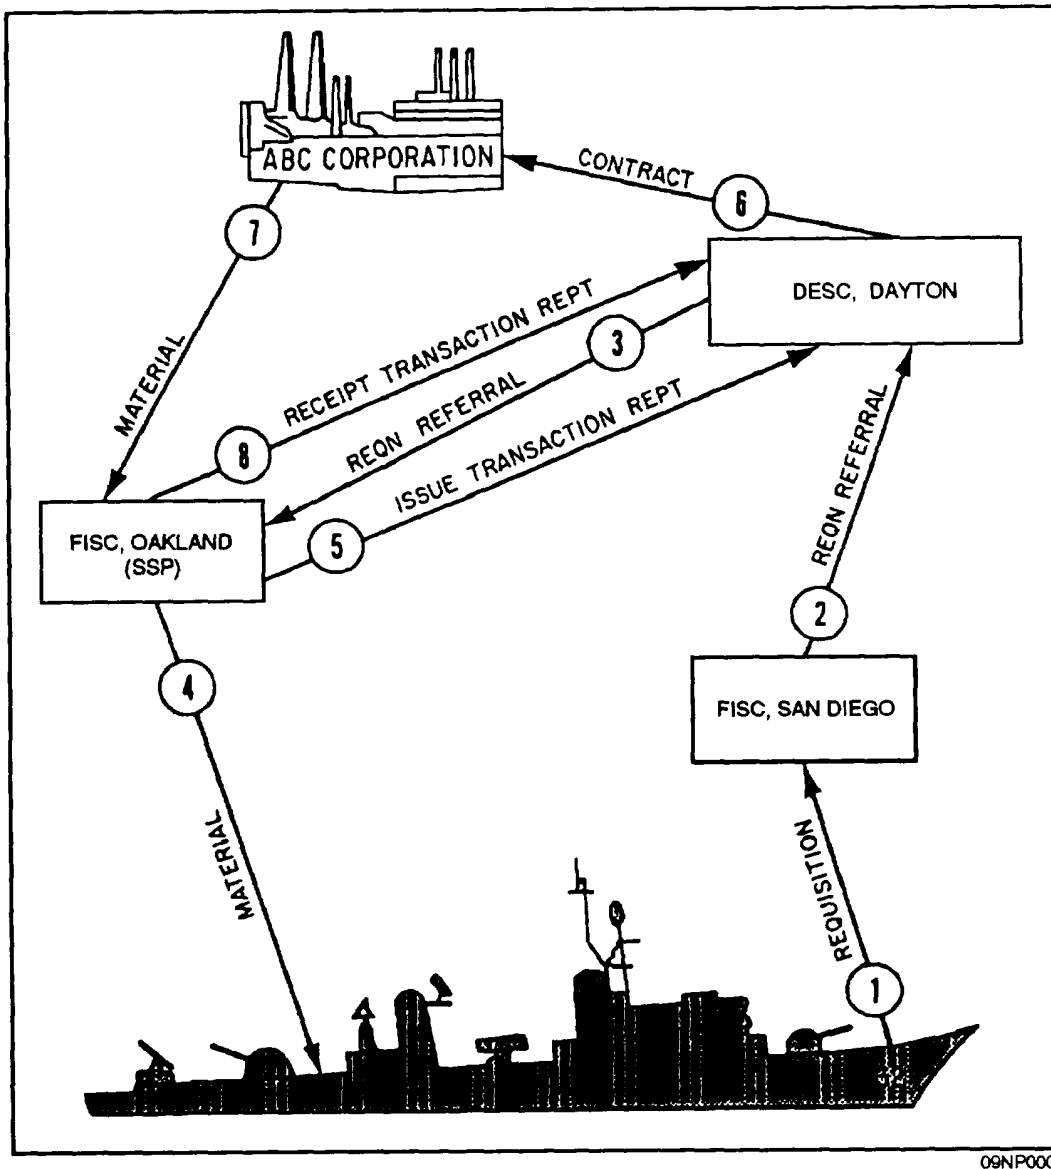 ABC CORPORATION
CONTRACT
6
7
DESC, DAYTON
MATERIAL
RECEIPT TRANSACTION REPT
8
3
REQN REFERRAL
ISSUE TRANSACTION REPT
5
REQN REFERRAL
FISC, OAKLAND
(SSP)
2
4
FISC, SAN DIEGO
MATERIAL
REQUISITION
1
09NP000